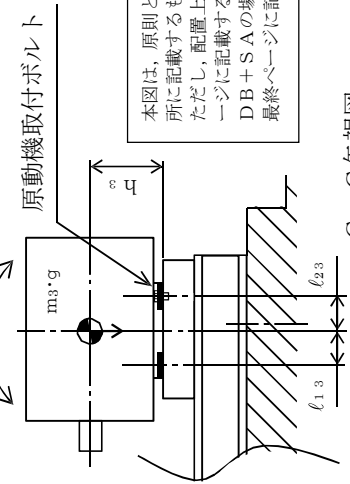 原動機取付ボルト
本図は，原則と
所に記載するも
ただし，配置上
ージに記載する
ＤＢ＋ＳＡの場
最終ページに記
h₃
m₃･g
ℓ₁₃
ℓ₂₃